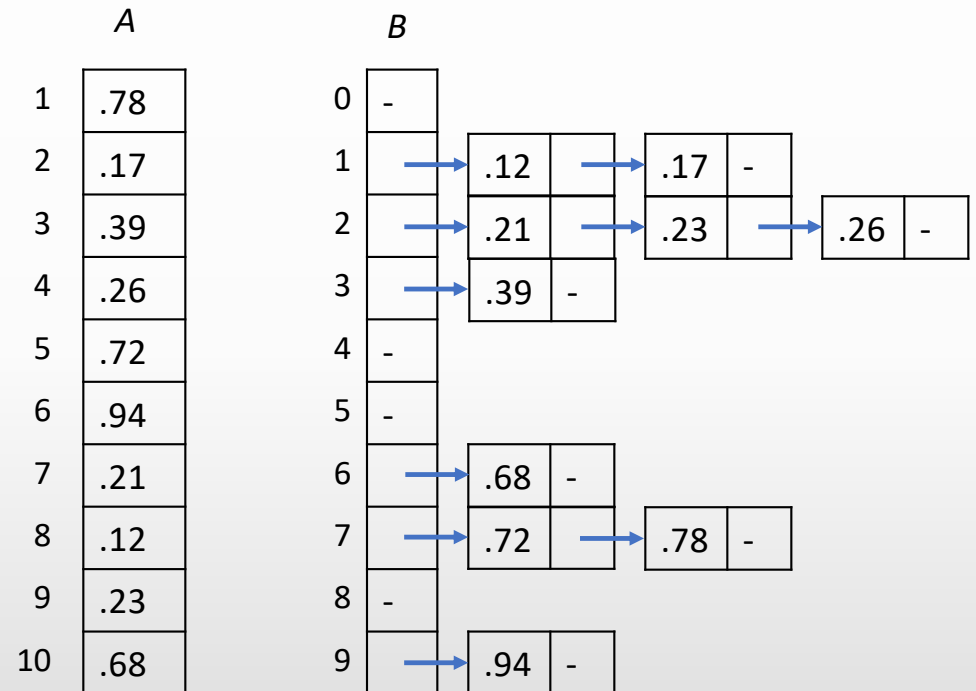 A B
1 .78 0 -
2 .17 1 .12 .17 -
3 .39 2 .21 .23 .26 -
4 .26 3 .39 -
5 .72 4 -
6 .94 5 -
7 .21 6 .68 -
8 .12 7 .72 .78 -
9 .23 8 -
10 .68 9 .94 -